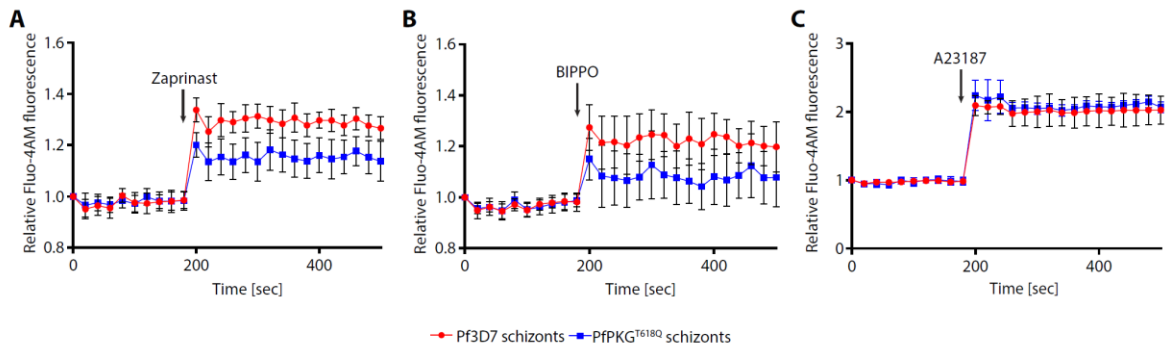 A
Relative Fluo-4AM fluorescence
1.6
1.4
1.2
1.0
0.8
Zaprinast
0
200
400
Time [sec]
B
Relative Fluo-4AM fluorescence
1.6
1.4
1.2
1.0
0.8
BIPPO
0
200
400
Time [sec]
C
Relative Fluo-4AM fluorescence
3
2
1
0
A23187
0
200
400
Time [sec]
Pf3D7 schizonts PfPKGᵀ⁶¹⁸Q schizonts